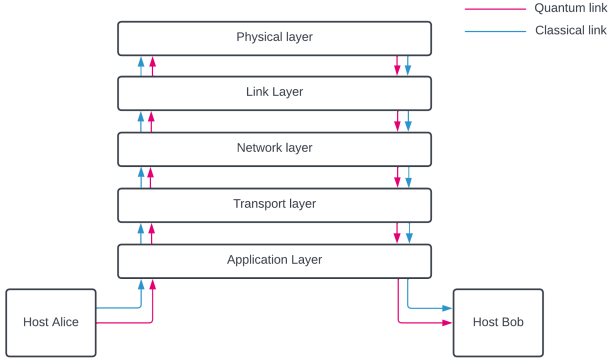 Quantum link
Classical link
Physical layer
Link Layer
Network layer
Transport layer
Application Layer
Host Alice
Host Bob